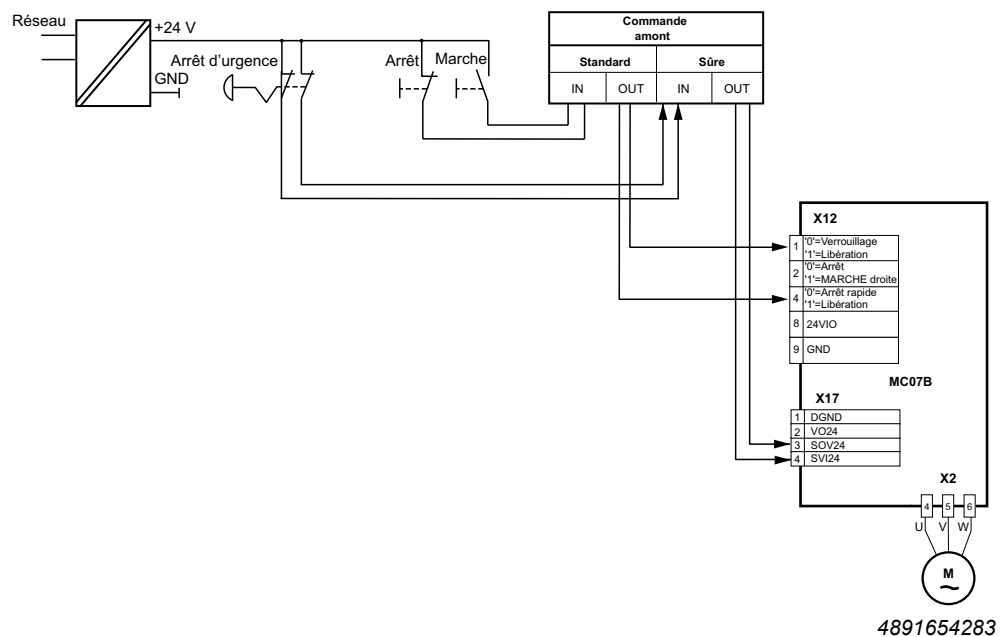 Réseau
+24 V
GND
Arrêt d'urgence
Arrêt
Marche
Commande
amont
Standard
Sûre
IN
OUT
IN
OUT
X12
1
'0'=Verrouillage
'1'=Libération
2
'0'=Arrêt
'1'=MARCHE droite
4
'0'=Arrêt rapide
'1'=Libération
8
24VIO
9
GND
MC07B
X17
1
DGND
2
VO24
3
SOV24
4
SVI24
X2
4
5
6
U
V
W
M
~
4891654283